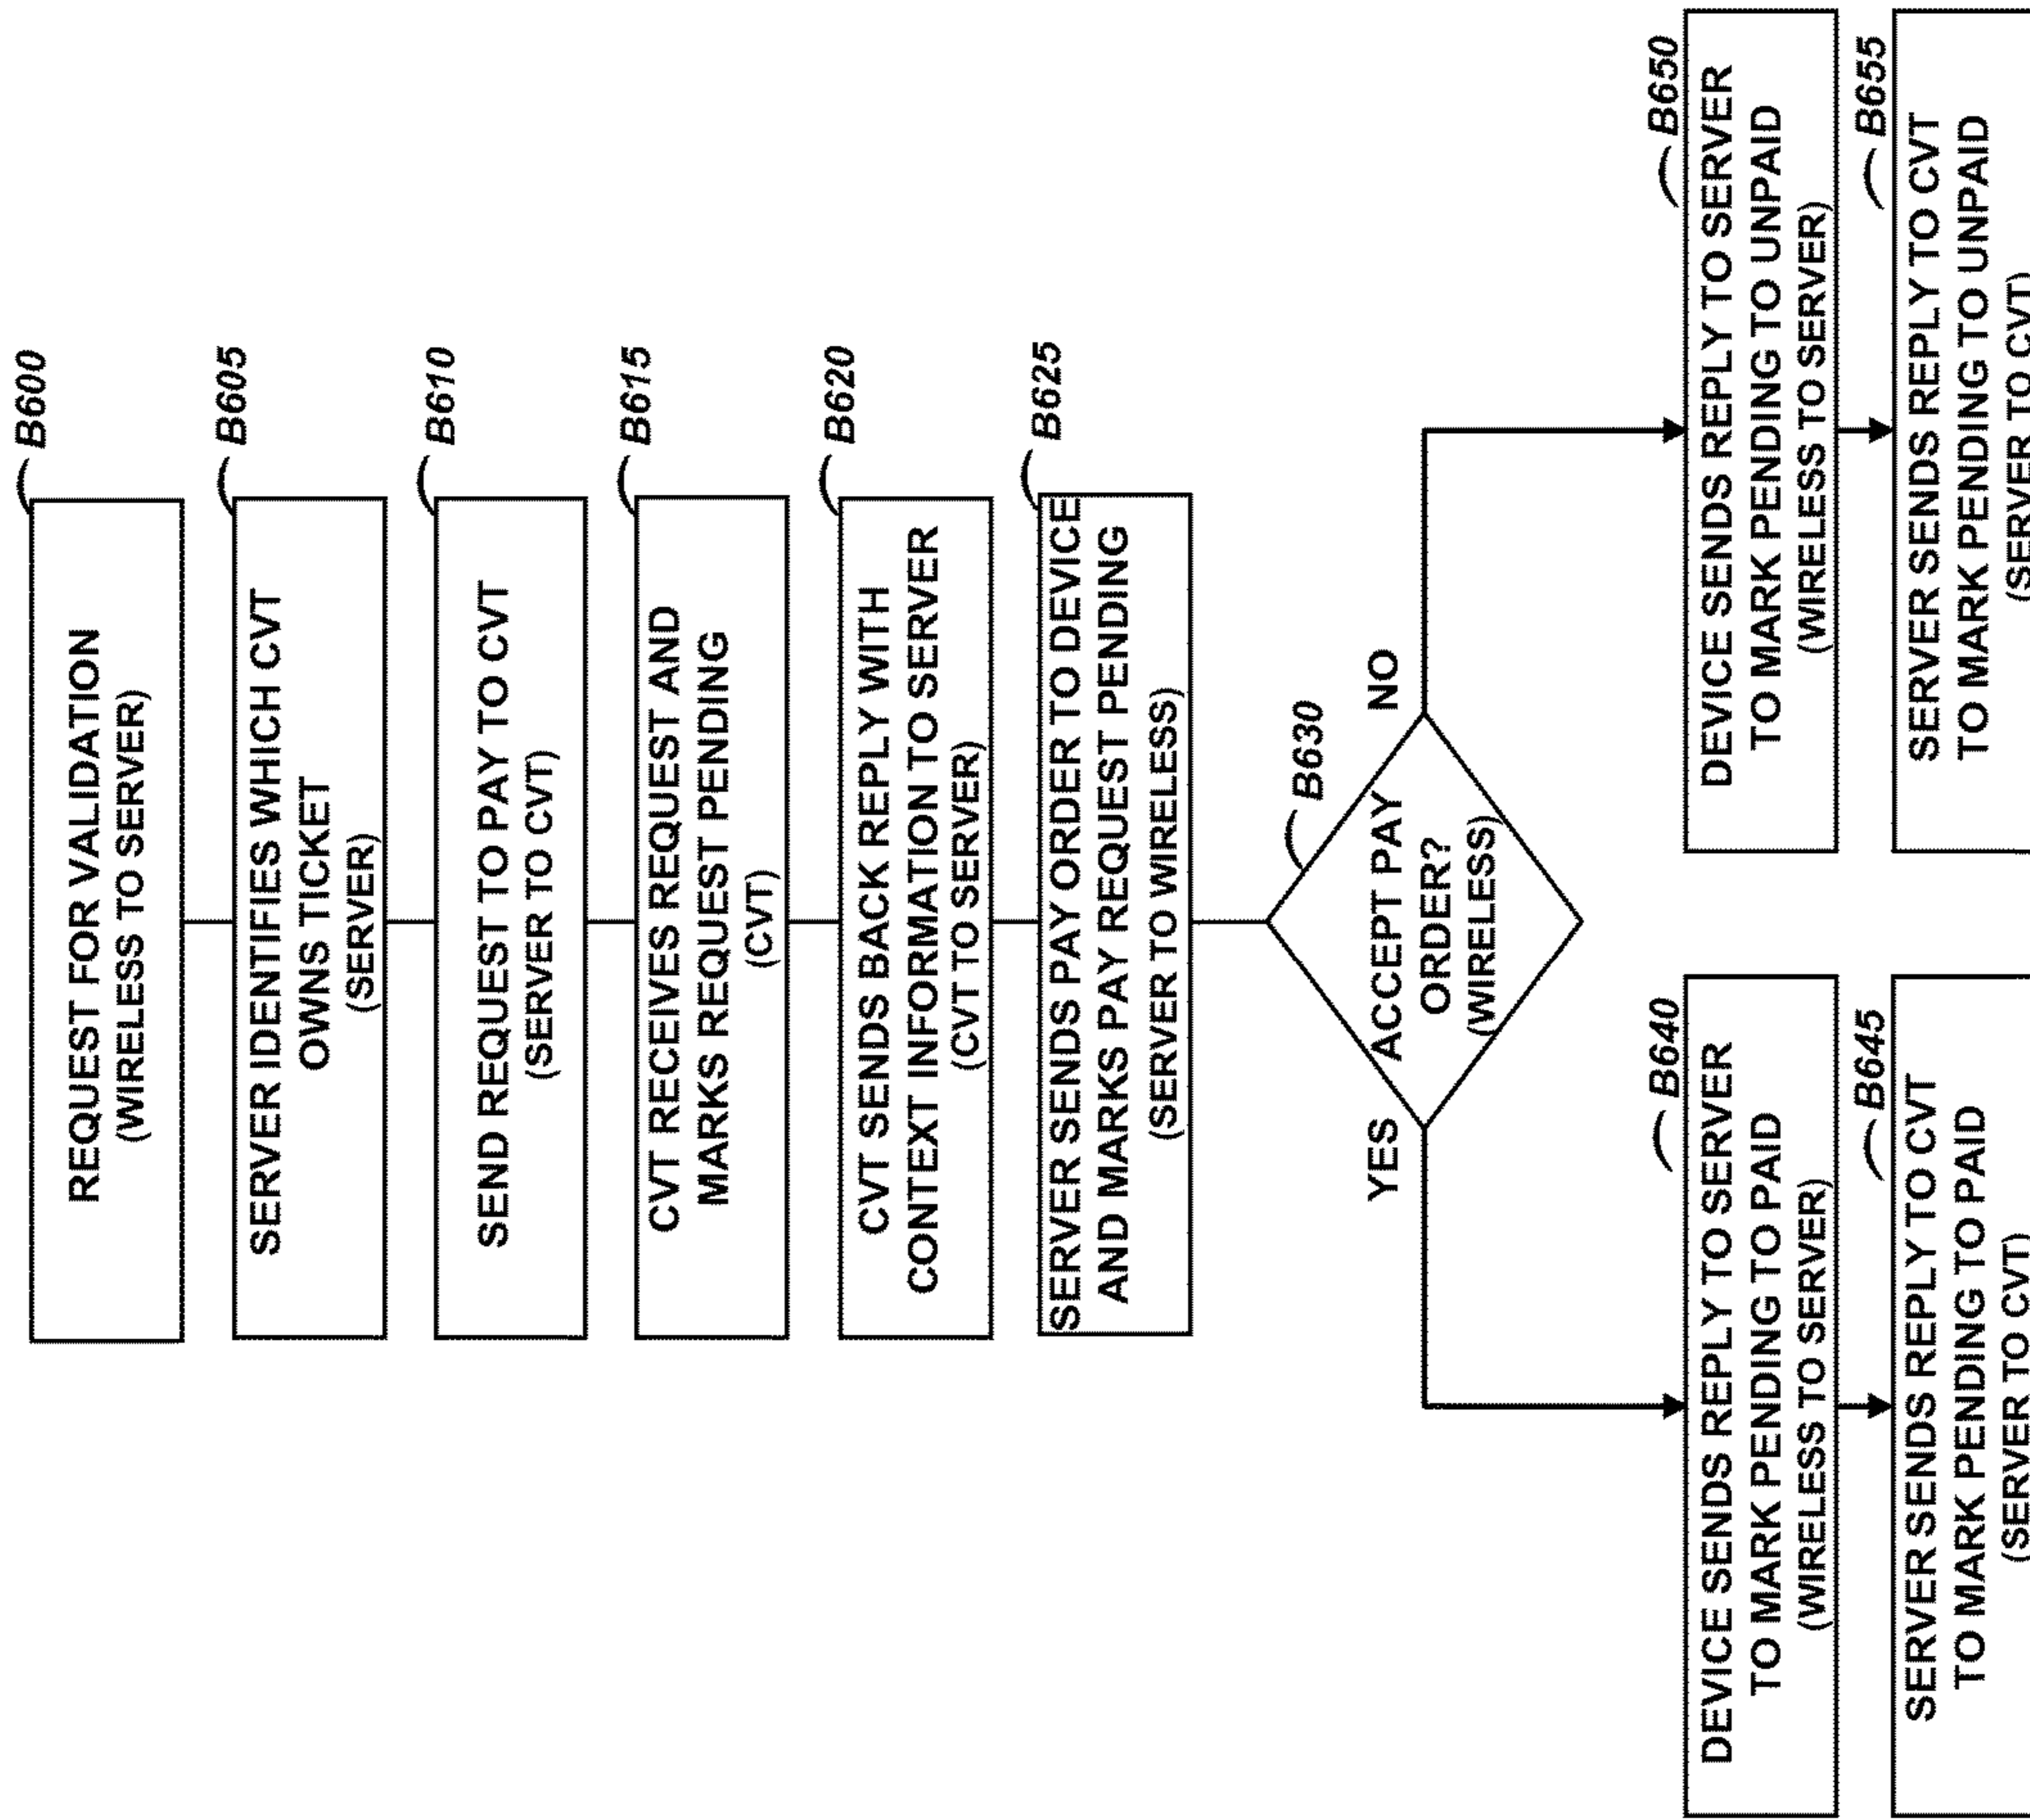 B600
REQUEST FOR VALIDATION
(WIRELESS TO SERVER)
B605
SERVER IDENTIFIES WHICH CVT
OWNS TICKET
(SERVER)
B610
SEND REQUEST TO PAY TO CVT
(SERVER TO CVT)
B615
CVT RECEIVES REQUEST AND
MARKS REQUEST PENDING
(CVT)
B620
CVT SENDS BACK REPLY WITH
CONTEXT INFORMATION TO SERVER
(CVT TO SERVER)
B625
SERVER SENDS PAY ORDER TO DEVICE
AND MARKS PAY REQUEST PENDING
(SERVER TO WIRELESS)
B630
YES
ACCEPT PAY
ORDER?
(WIRELESS)
NO
B640
DEVICE SENDS REPLY TO SERVER
TO MARK PENDING TO PAID
(WIRELESS TO SERVER)
B645
SERVER SENDS REPLY TO CVT
TO MARK PENDING TO PAID
(SERVER TO CVT)
B650
DEVICE SENDS REPLY TO SERVER
TO MARK PENDING TO UNPAID
(WIRELESS TO SERVER)
B655
SERVER SENDS REPLY TO CVT
TO MARK PENDING TO UNPAID
(SERVER TO CVT)